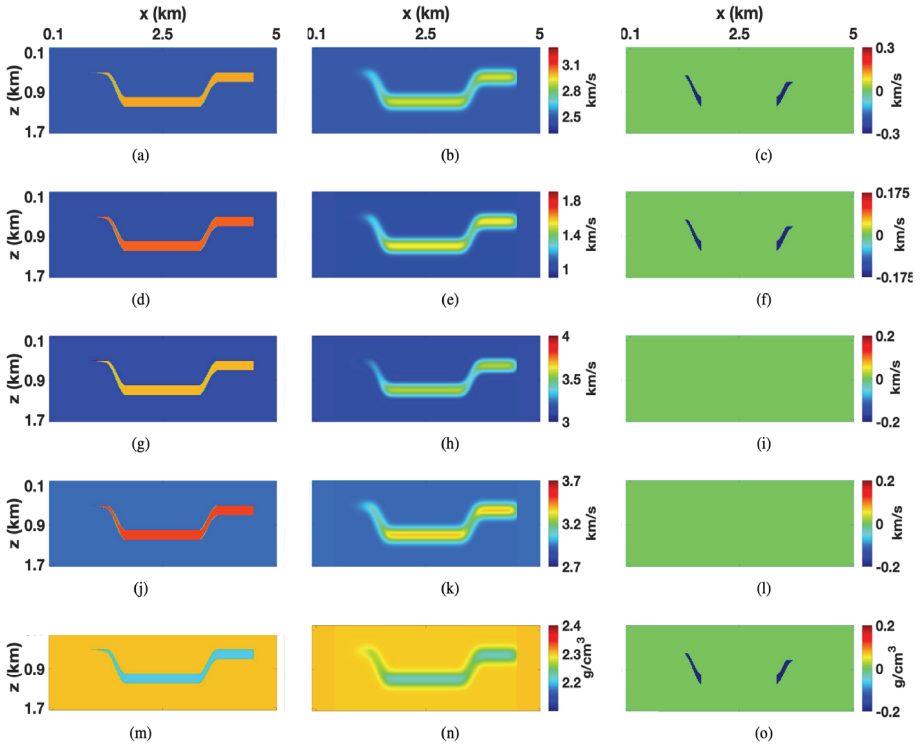 x (km) x (km) x (km)
0.1 2.5 5 0.1 2.5 5 0.1 2.5 5
z (km) 0.1 0.9 1.7 3.1 2.8 2.5 km/s 0.3 0 -0.3 km/s
(a) (b) (c)
z (km) 0.1 0.9 1.7 1.8 1.4 1 km/s 0.175 0 -0.175 km/s
(d) (e) (f)
z (km) 0.1 0.9 1.7 4 3.5 3 km/s 0.2 0 -0.2 km/s
(g) (h) (i)
z (km) 0.1 0.9 1.7 3.7 3.2 2.7 km/s 0.2 0 -0.2 km/s
(j) (k) (l)
z (km) 0.9 1.7 2.4 2.3 2.2 g/cm³ 0.2 0 -0.2 g/cm³
(m) (n) (o)